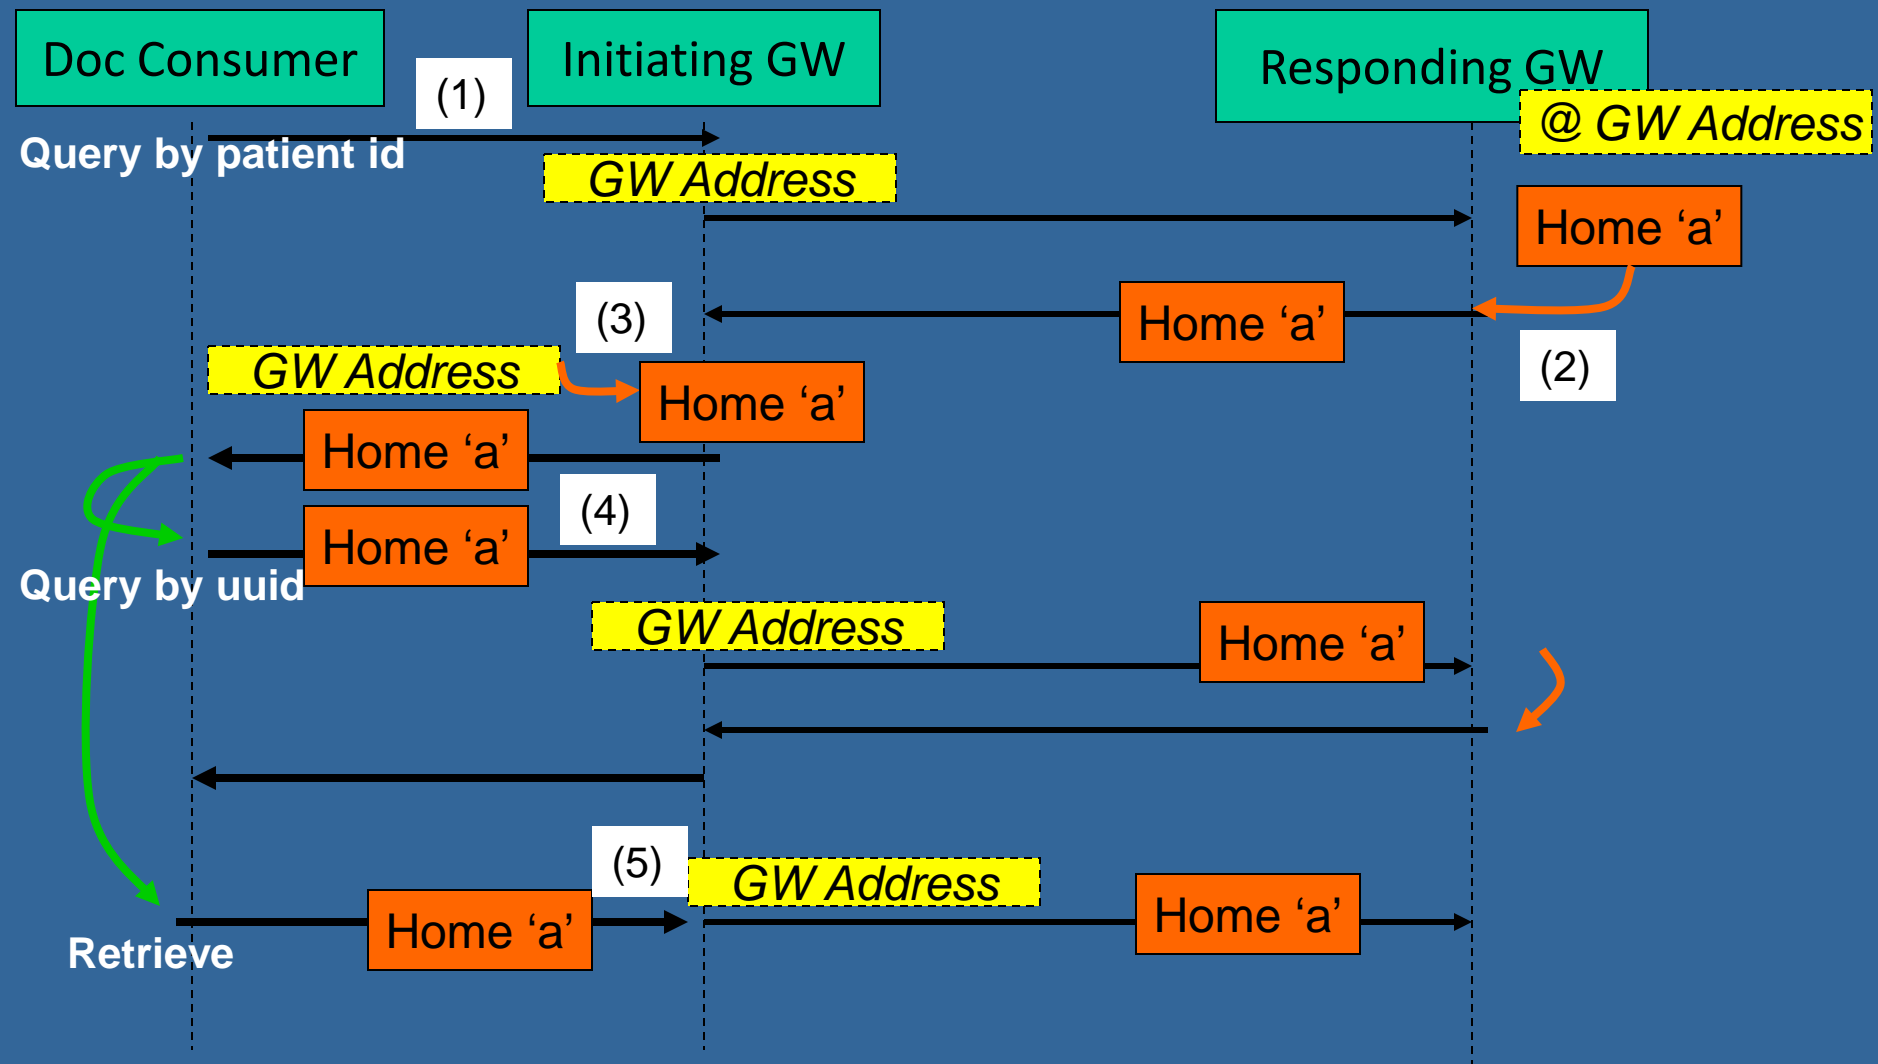 Doc Consumer
Initiating GW
Responding GW
(1)
@ GW Address
Query by patient id
GW Address
Home ‘a’
(3)
Home ‘a’
(2)
GW Address
Home ‘a’
Home ‘a’
(4)
Home ‘a’
Query by uuid
GW Address
Home ‘a’
(5)
GW Address
Home ‘a’
Home ‘a’
Retrieve